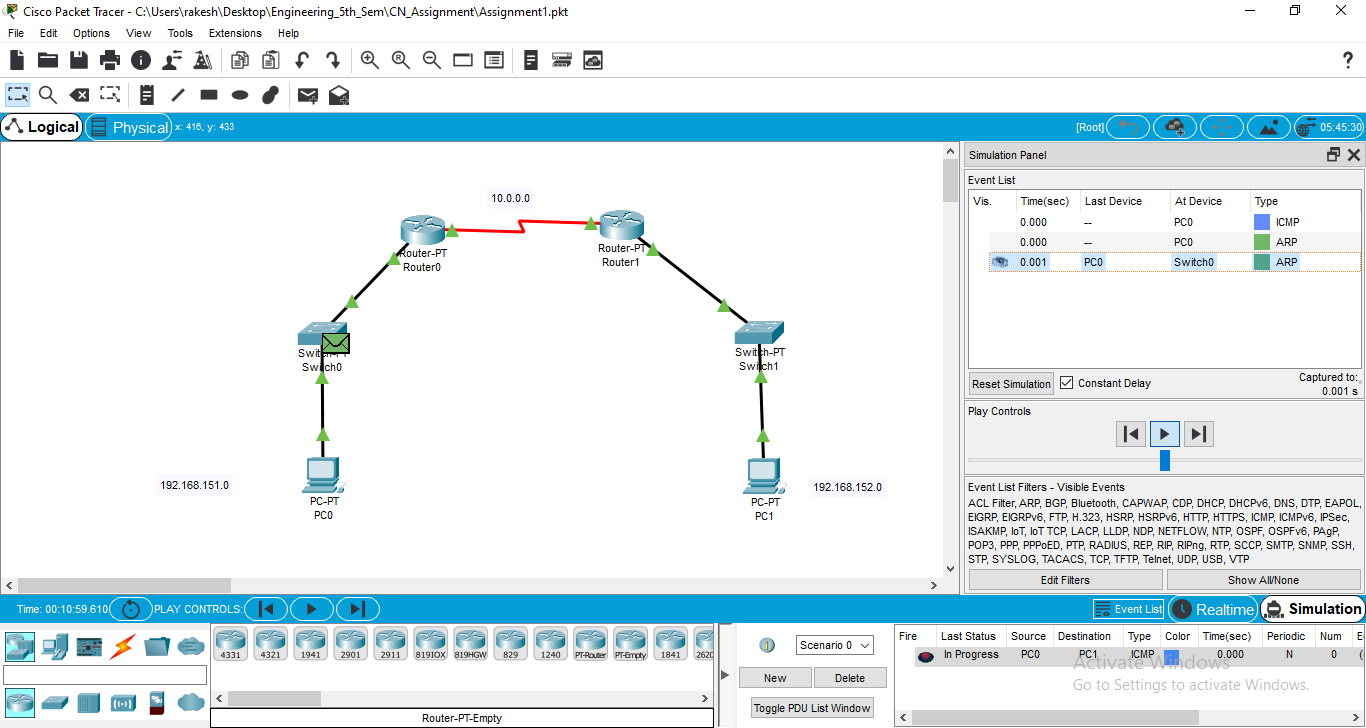 Cisco Packet Tracer - C:\Users\rakesh\Desktop\Engineering_5th_Sem\CN_Assignment\Assignment1.pkt
File Edit Options View Tools Extensions Help
Logical Physical x: 416, y: 433 [Root] 05:45:30
10.0.0.0
Router-PT
Router0
Router-PT
Router1
Switch-PT
Switch0
Switch-PT
Switch1
192.168.151.0
PC-PT
PC0
PC-PT
PC1
192.168.152.0
Simulation Panel
Event List
Vis. Time(sec) Last Device At Device Type
0.000 -- PC0 ICMP
0.000 -- PC0 ARP
0.001 PC0 Switch0 ARP
Reset Simulation Constant Delay Captured to:
0.001 s
Play Controls
Event List Filters - Visible Events
ACL Filter, ARP, BGP, Bluetooth, CAPWAP, CDP, DHCP, DHCPv6, DNS, DTP, EAPOL,
EIGRP, EIGRPv6, FTP, H.323, HSRP, HSRPv6, HTTP, HTTPS, ICMP, ICMPv6, IPSec,
ISAKMP, IoT, IoT TCP, LACP, LLDP, NDP, NETFLOW, NTP, OSPF, OSPFv6, PAgP,
POP3, PPP, PPPoED, PTP, RADIUS, REP, RIP, RIPng, RTP, SCCP, SMTP, SNMP, SSH,
STP, SYSLOG, TACACS, TCP, TFTP, Telnet, UDP, USB, VTP
Edit Filters Show All/None
Time: 00:10:59.610 PLAY CONTROLS: Event List Realtime Simulation
4331 4321 1941 2901 2911 819IOX 819HGW 829 1240 PT-Router PT-Empty 1841 2620
Router-PT-Empty
Scenario 0
New Delete
Toggle PDU List Window
Fire Last Status Source Destination Type Color Time(sec) Periodic Num E
In Progress PC0 PC1 ICMP 0.000 N 0 (
Activate Windows
Go to Settings to activate Windows.